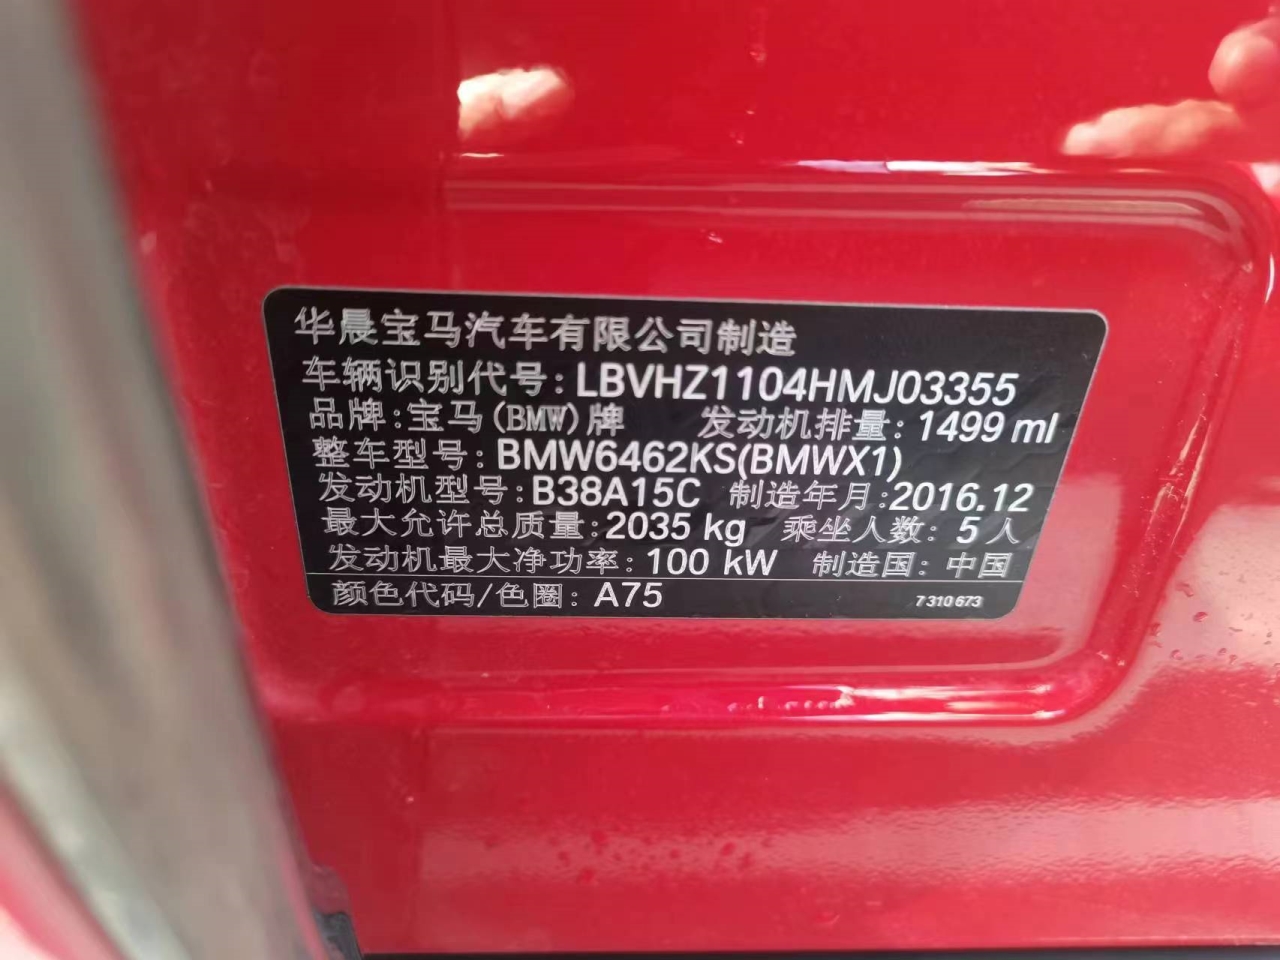 华晨宝马汽车有限公司制造
车辆识别代号:LBVHZ1104HMJ03355
品牌:宝马(BMW)牌 发动机排量:1499 ml
整车型号:BMW6462KS(BMWX1)
发动机型号:B38A15C 制造年月:2016.12
最大允许总质量:2035 kg 乘坐人数: 5 人
发动机最大净功率:100 kW 制造国:中国
颜色代码/色圈: A75 7 310 673